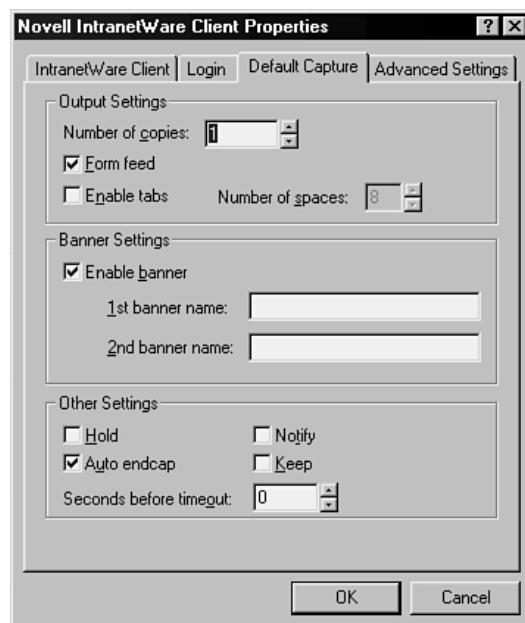 Novell IntranetWare Client Properties
IntranetWare Client Login Default Capture Advanced Settings
Output Settings
Number of copies: 1
Form feed
Enable tabs Number of spaces: 8
Banner Settings
Enable banner
1st banner name:
2nd banner name:
Other Settings
Hold Notify
Auto endcap Keep
Seconds before timeout: 0
OK Cancel